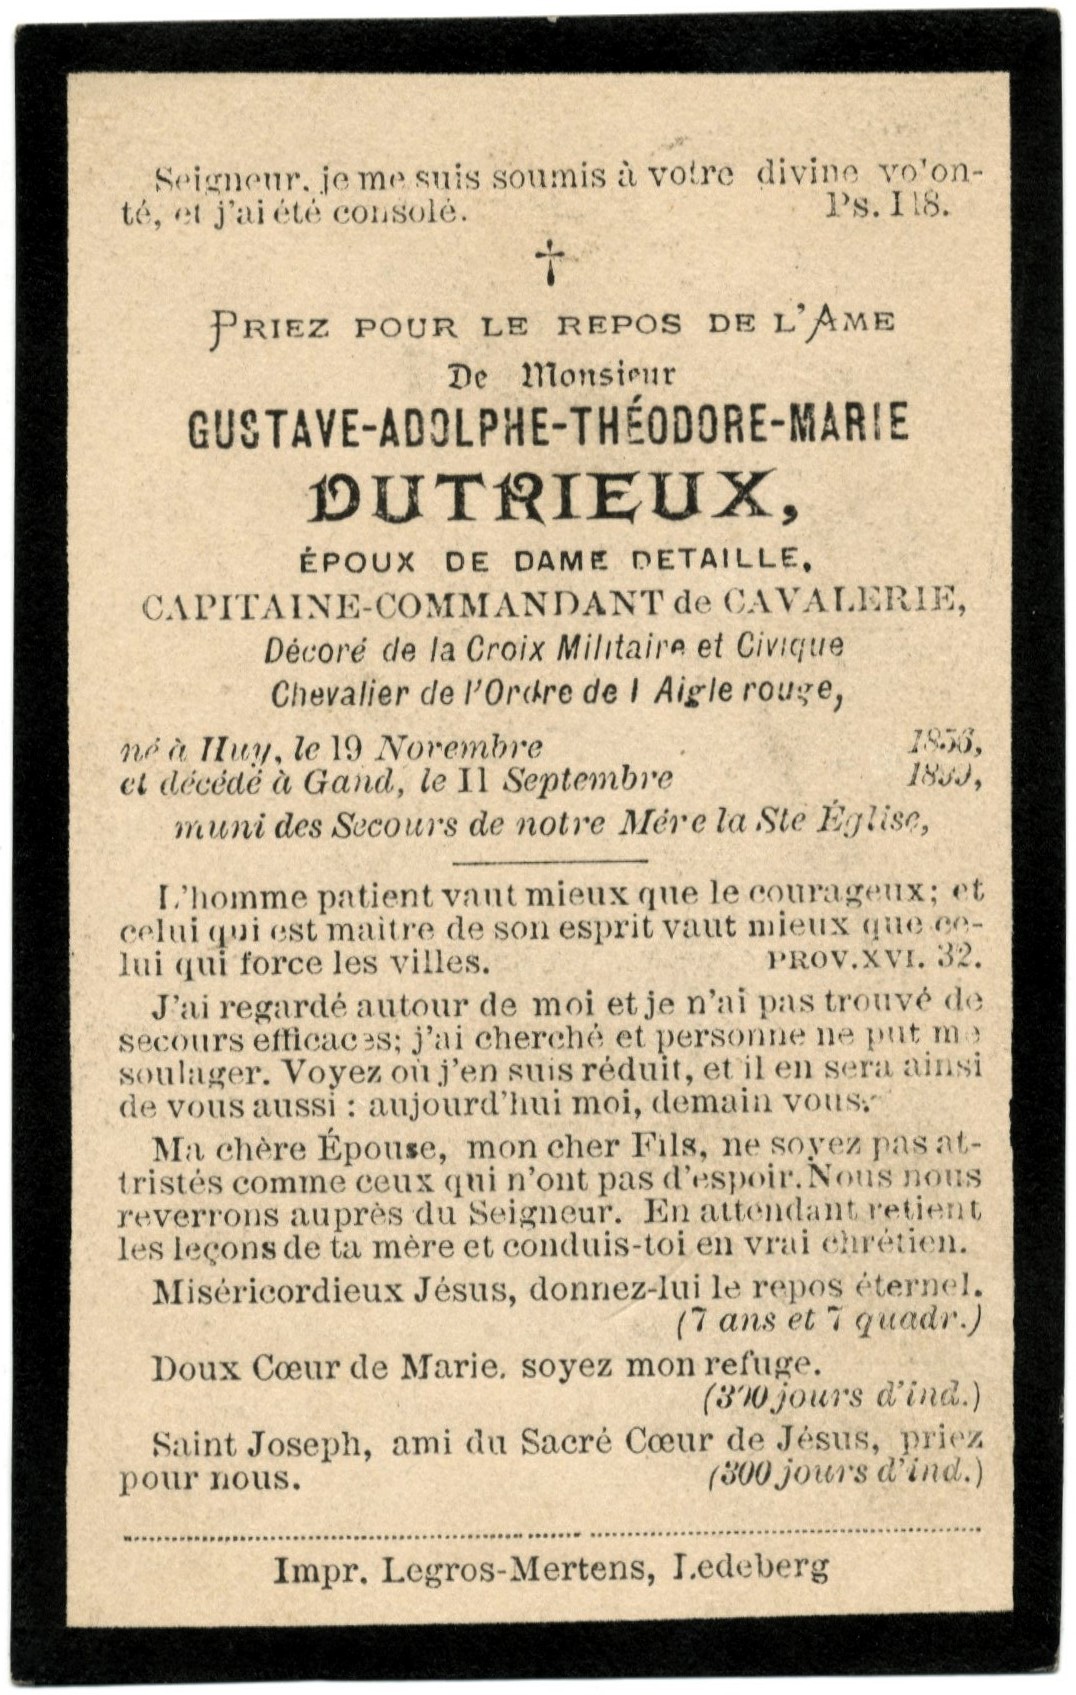 Seigneur, je me suis soumis à votre divine volon-
té, et j'ai été consolé. Ps. 118.
†
PRIEZ POUR LE REPOS DE L'AME
De Monsieur
GUSTAVE-ADOLPHE-THÉODORE-MARIE
DUTRIEUX,
ÉPOUX DE DAME DETAILLE,
CAPITAINE-COMMANDANT de CAVALERIE,
Décoré de la Croix Militaire et Civique
Chevalier de l'Ordre de l Aigle rouge,
né à Huy, le 19 Novembre
et décédé à Gand, le 11 Septembre
muni des Secours de notre Mére la Ste Église,
L'homme patient vaut mieux que le courageux; et
celui qui est maitre de son esprit vaut mieux que ce-
lui qui force les villes. PROV. XVI. 32.
J'ai regardé autour de moi et je n'ai pas trouvé de
secours efficaces; j'ai cherché et personne ne put me
soulager. Voyez où j'en suis réduit, et il en sera ainsi
de vous aussi : aujourd'hui moi, demain vous.
Ma chère Épouse, mon cher Fils, ne soyez pas at-
tristés comme ceux qui n'ont pas d'espoir. Nous nous
reverrons auprès du Seigneur. En attendant retient
les leçons de ta mère et conduis-toi en vrai chrétien.
Miséricordieux Jésus, donnez-lui le repos éternel.
(7 ans et 7 quadr.)
Doux Cœur de Marie. soyez mon refuge.
(300 jours d'ind.)
Saint Joseph, ami du Sacré Cœur de Jésus, priez
pour nous. (300 jours d'ind.)
Impr. Legros-Mertens, Ledeberg